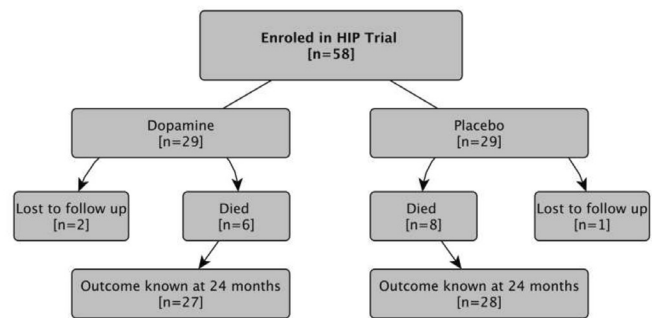 Enroled in HIP Trial
[n=58]
Dopamine
[n=29]
Placebo
[n=29]
Lost to follow up
[n=2]
Died
[n=6]
Died
[n=8]
Lost to follow up
[n=1]
Outcome known at 24 months
[n=27]
Outcome known at 24 months
[n=28]